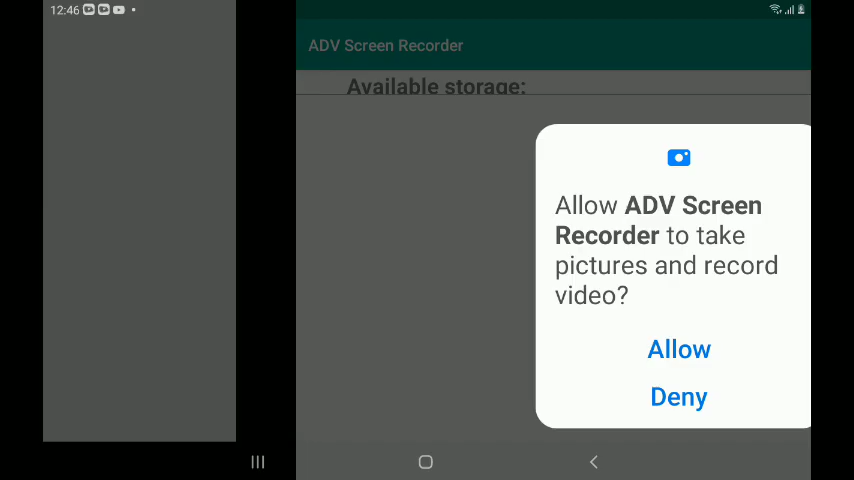 12:46
ADV Screen Recorder
Available storage:
Allow ADV Screen
Recorder to take
pictures and record
video?
Allow
Deny